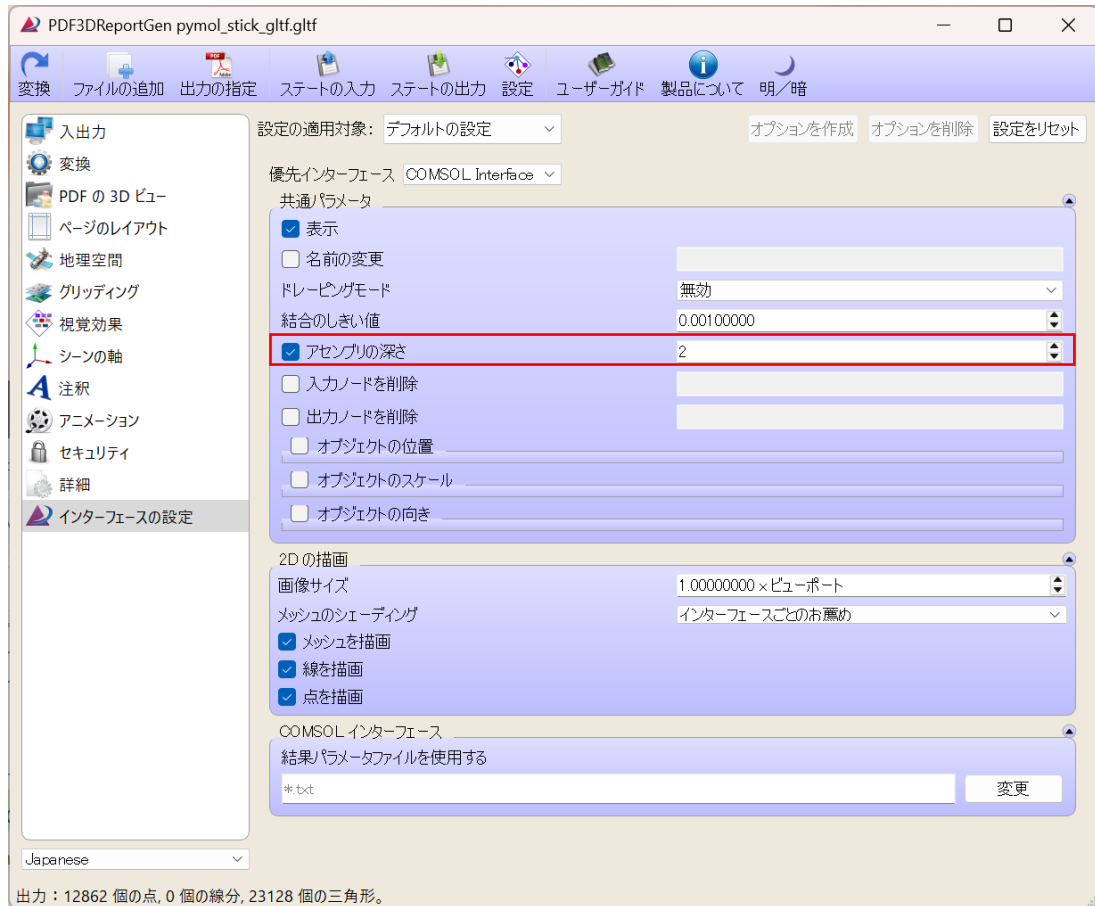 PDF3DReportGen pymol_stick_gltf.gltf
変換 ファイルの追加 出力の指定 ステートの入力 ステートの出力 設定 ユーザーガイド 製品について 明／暗
設定の適用対象: デフォルトの設定 オプションを作成 オプションを削除 設定をリセット
入出力
変換
PDF の 3D ビュー
ページのレイアウト
地理空間
グリッディング
視覚効果
シーンの軸
注釈
アニメーション
セキュリティ
詳細
インターフェースの設定
優先インターフェース COMSOL Interface
共通パラメータ
表示
名前の変更
ドレーピングモード 無効
結合のしきい値 0.00100000
アセンブリの深さ 2
入力ノードを削除
出力ノードを削除
オブジェクトの位置
オブジェクトのスケール
オブジェクトの向き
2D の描画
画像サイズ 1.00000000 × ビューポート
メッシュのシェーディング インターフェースごとのお薦め
メッシュを描画
線を描画
点を描画
COMSOL インターフェース
結果パラメータファイルを使用する
*.txt 変更
Japanese
出力：12862 個の点, 0 個の線分, 23128 個の三角形。